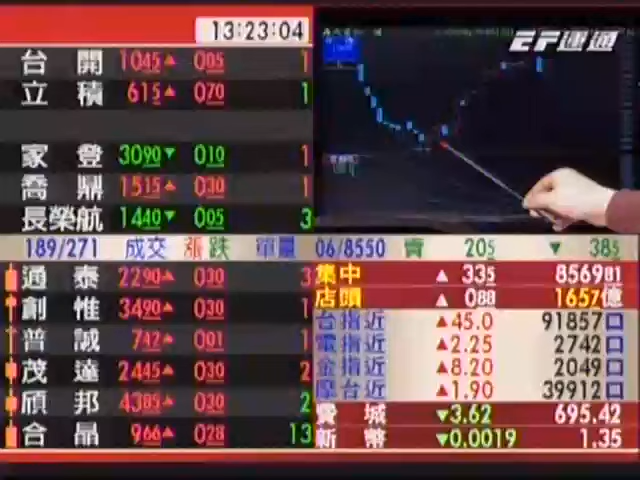 13:23:04
台開 1045▲ 005 1
立積 615▲ 070 1
家登 3090▼ 010 1
喬鼎 1515▲ 030 1
長榮航 1440▼ 005 3
189/271 成交 漲跌 單量
通泰 2290▲ 030 3
創惟 3490▲ 030 1
普誠 742▲ 001 1
茂達 2445▲ 030 2
頎邦 4385▲ 030 2
合晶 966▲ 028 13
EF運通
06/8550 賣 205 ▼ 385
集中 ▲ 335 856981
店頭 ▲ 088 1657億
台指近 ▲45.0 91857口
電指近 ▲2.25 2742口
金指近 ▲8.20 2049口
摩台近 ▲1.90 39912口
費城 ▼3.62 695.42
新幣 ▼0.0019 1.35